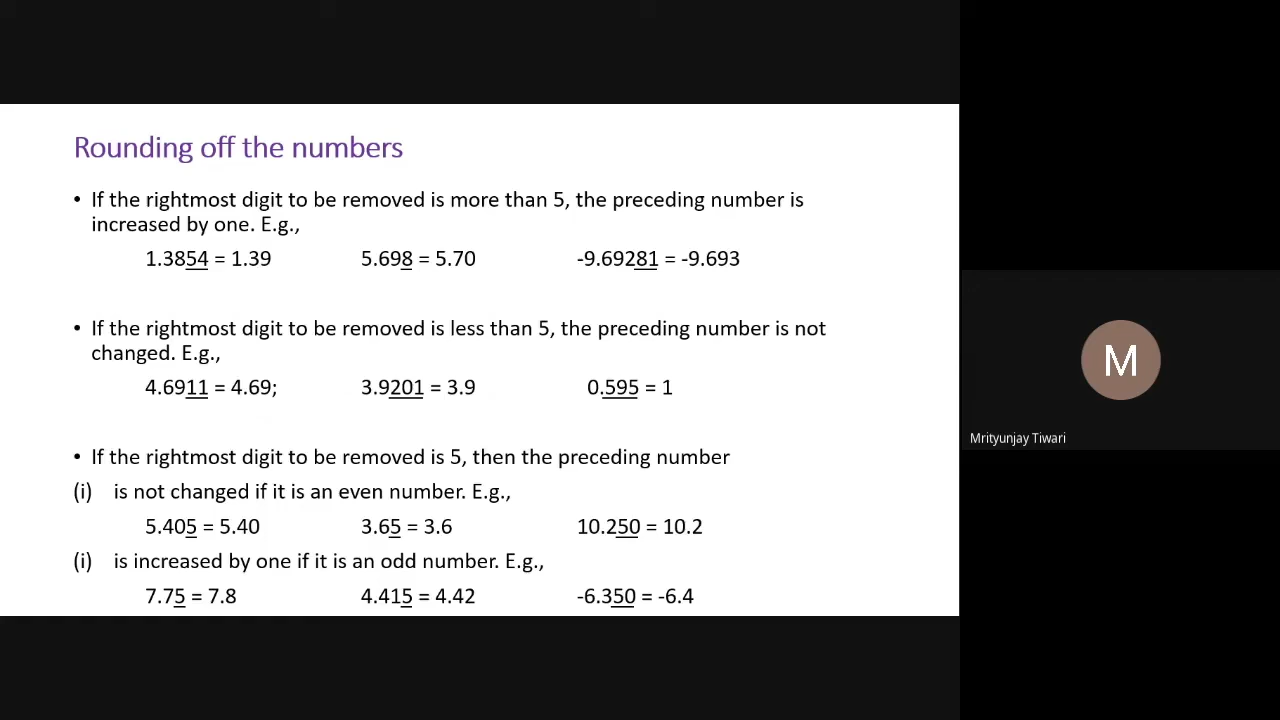 Rounding off the numbers
• If the rightmost digit to be removed is more than 5, the preceding number is
increased by one. E.g.,
1.3854 = 1.39 5.698 = 5.70 -9.69281 = -9.693
• If the rightmost digit to be removed is less than 5, the preceding number is not
changed. E.g.,
4.6911 = 4.69; 3.9201 = 3.9 0.595 = 1
• If the rightmost digit to be removed is 5, then the preceding number
(i) is not changed if it is an even number. E.g.,
5.405 = 5.40 3.65 = 3.6 10.250 = 10.2
(i) is increased by one if it is an odd number. E.g.,
7.75 = 7.8 4.415 = 4.42 -6.350 = -6.4
M
Mrityunjay Tiwari